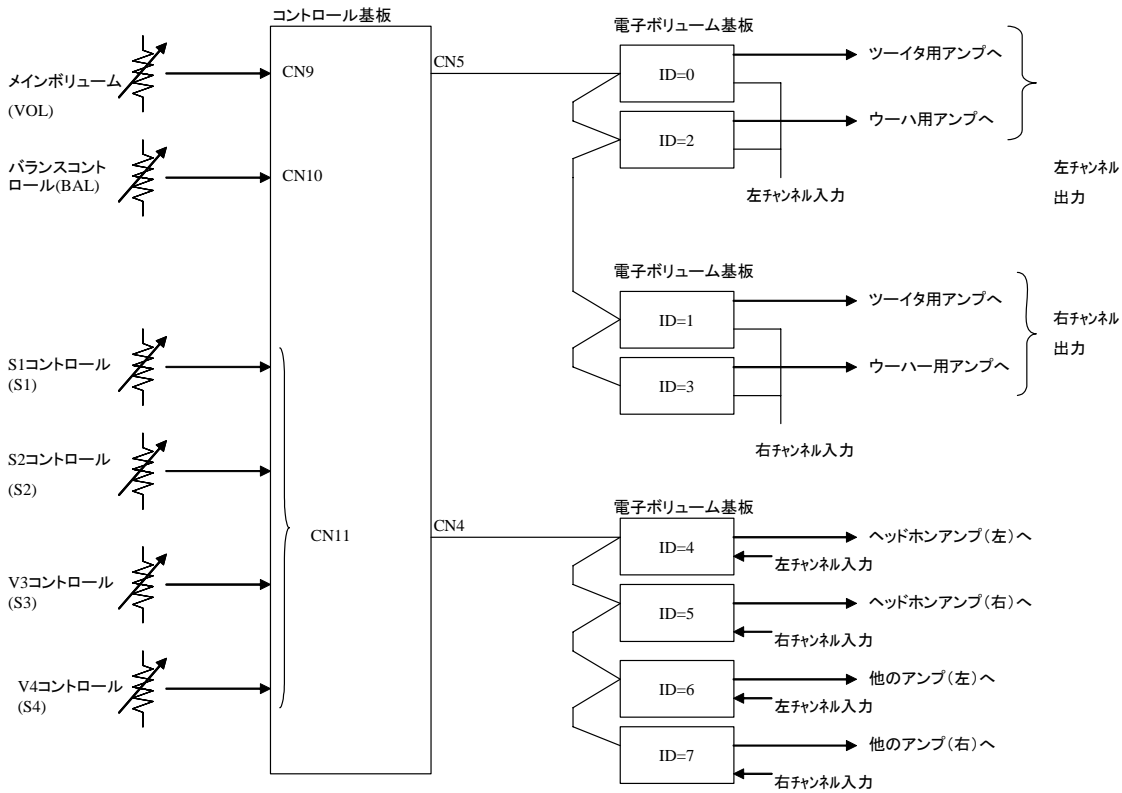 コントロール基板
メインボリューム
(VOL)
CN9
バランスコント
ロール(BAL)
CN10
S1コントロール
(S1)
S2コントロール
(S2)
CN11
V3コントロール
(S3)
V4コントロール
(S4)
CN5
電子ボリューム基板
ID=0
ツーイタ用アンプへ
ID=2
ウーハ用アンプへ
左チャンネル入力
左チャンネル
出力
電子ボリューム基板
ID=1
ツーイタ用アンプへ
ID=3
ウーハー用アンプへ
右チャンネル入力
右チャンネル
出力
CN4
電子ボリューム基板
ID=4
ヘッドホンアンプ(左)へ
左チャンネル入力
ID=5
ヘッドホンアンプ(右)へ
右チャンネル入力
ID=6
他のアンプ(左)へ
左チャンネル入力
ID=7
他のアンプ(右)へ
右チャンネル入力